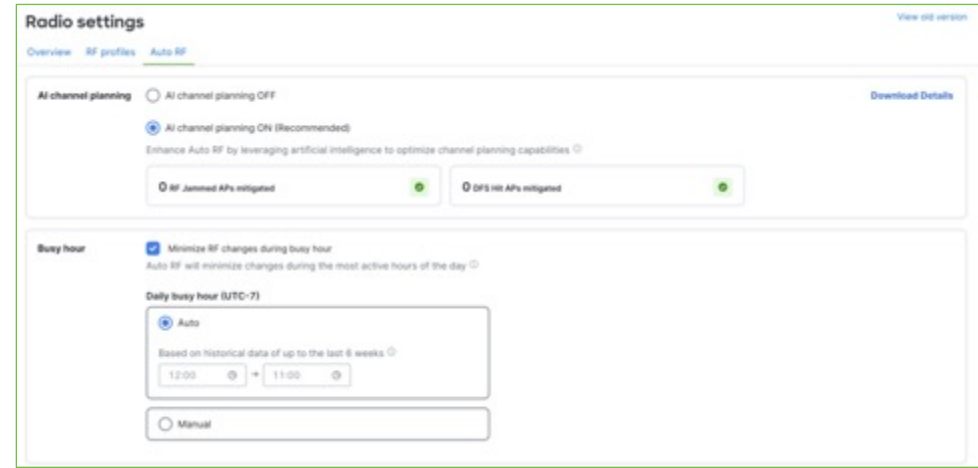 Radio settings
View old version
Overview RF profiles Auto RF
AI channel planning
AI channel planning OFF
Download Details
AI channel planning ON (Recommended)
Enhance Auto RF by leveraging artificial intelligence to optimize channel planning capabilities
0 RF Jammed APs mitigated
0 DFS Hit APs mitigated
Busy hour
Minimize RF changes during busy hour
Auto RF will minimize changes during the most active hours of the day
Daily busy hour (UTC-7)
Auto
Based on historical data of up to the last 6 weeks
12:00 → 11:00
Manual